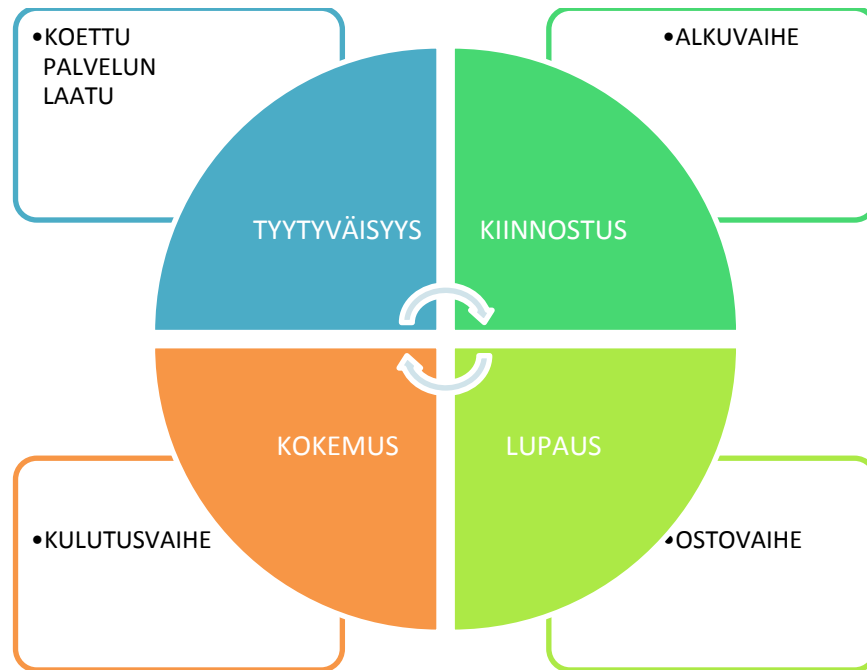 •KOETTU
PALVELUN
LAATU
•ALKUVAIHE
TYYTYVÄISYYS
KIINNOSTUS
KOKEMUS
LUPAUS
•KULUTUSVAIHE
•OSTOVAIHE